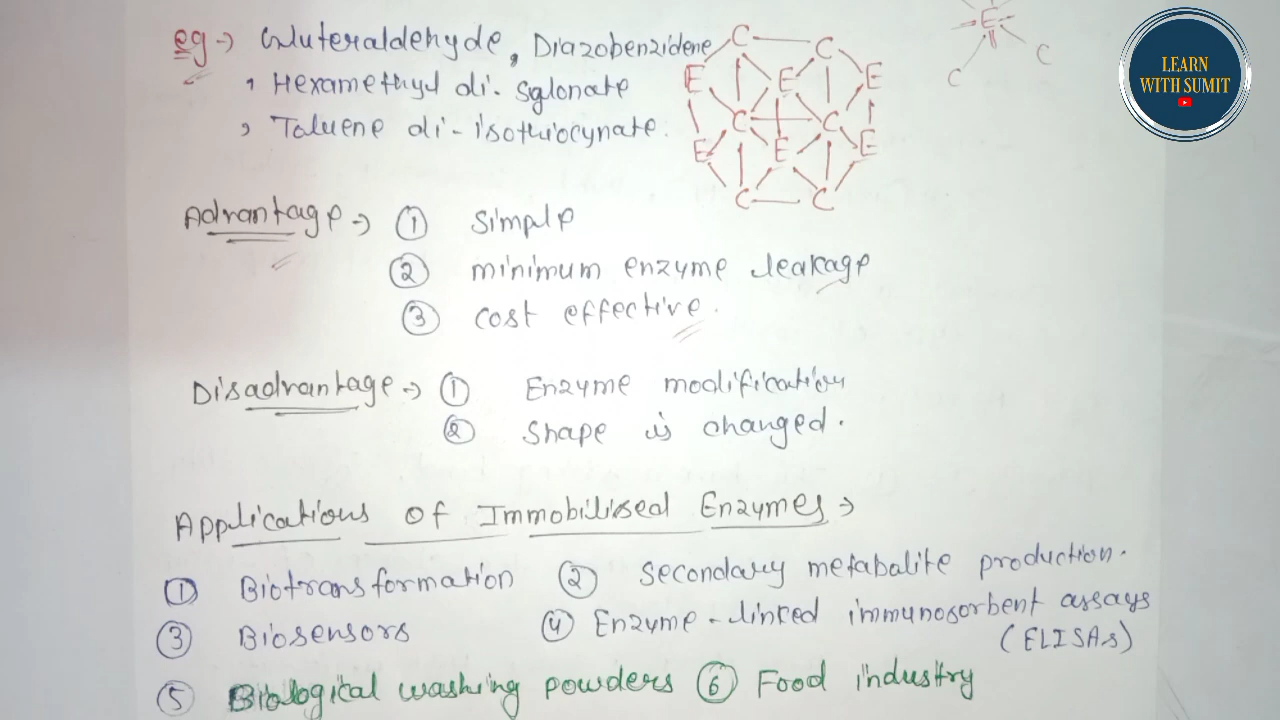 eg → Gluteraldehyde, Diazobenzidene
, Hexamethyl di-
, Toluene di-isothiocynate.
C C
E E E
C C
E E E
C C
E
C C
LEARN
WITH SUMIT
Advantage → ① Simple
② minimum enzyme leakage
③ cost effective.
Disadvantage → ① Enzyme modification
② shape is changed.
Applications of Immobilised Enzymes →
① Biotransformation ② Secondary metabalite production.
③ Biosensors ④ Enzyme-linked immunosorbent assays
(ELISAs)
⑤ Biological washing powders ⑥ Food industry